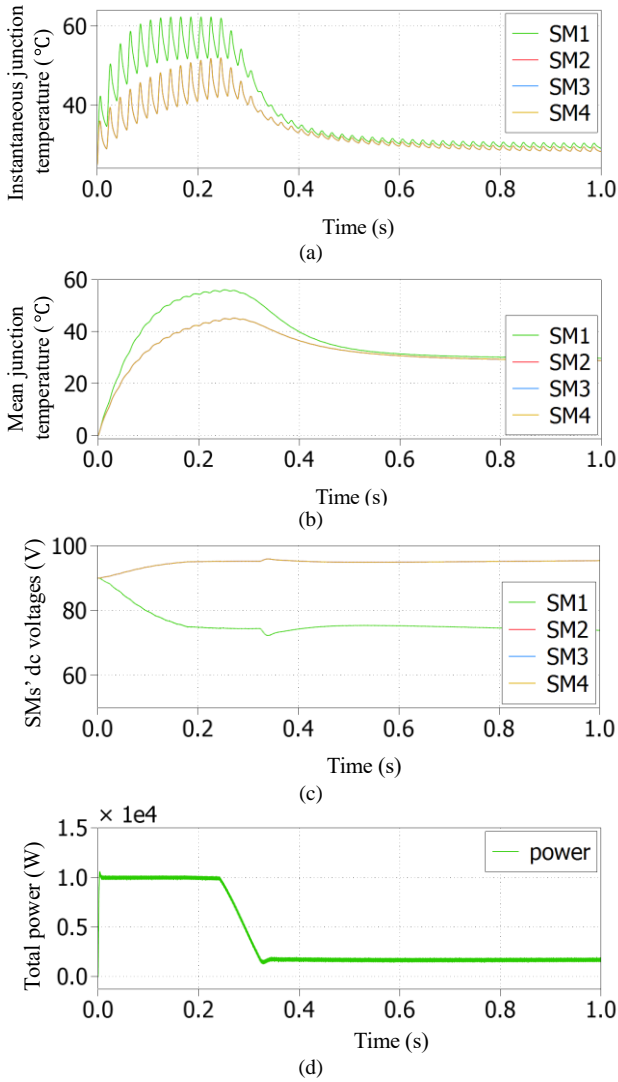 Instantaneous junction
temperature ( °C)
60
40
SM1
SM2
SM3
SM4
0.0 0.2 0.4 0.6 0.8 1.0
Time (s)
(a)
Mean junction
temperature ( °C)
60
40
20
0
SM1
SM2
SM3
SM4
0.0 0.2 0.4 0.6 0.8 1.0
Time (s)
(b)
SMs' dc voltages (V)
100
80
60
SM1
SM2
SM3
SM4
0.0 0.2 0.4 0.6 0.8 1.0
Time (s)
(c)
× 1e4
Total power (W)
1.5
1.0
0.5
0.0
power
0.0 0.2 0.4 0.6 0.8 1.0
Time (s)
(d)